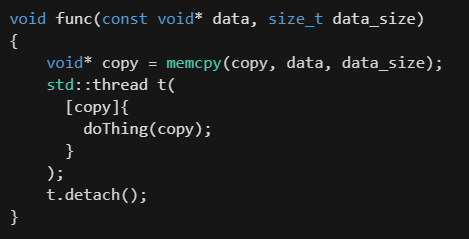 void func(const void* data, size_t data_size)
{
    void* copy = memcpy(copy, data, data_size);
    std::thread t(
      [copy]{
        doThing(copy);
      }
    );
    t.detach();
}